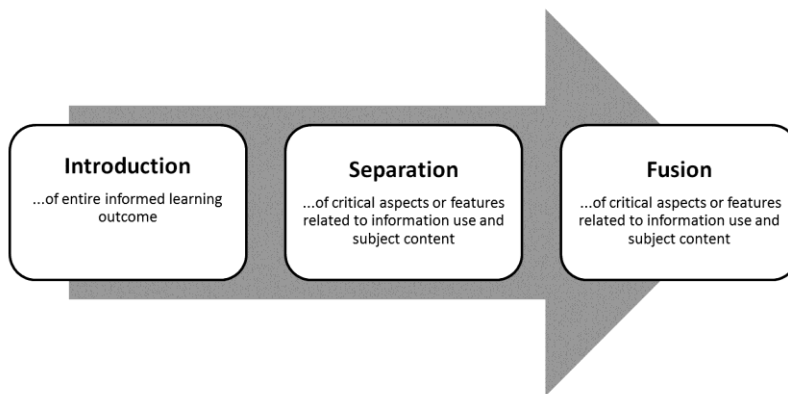 Introduction
...of entire informed learning
outcome
Separation
...of critical aspects or features
related to information use and
subject content
Fusion
...of critical aspects or features
related to information use and
subject content